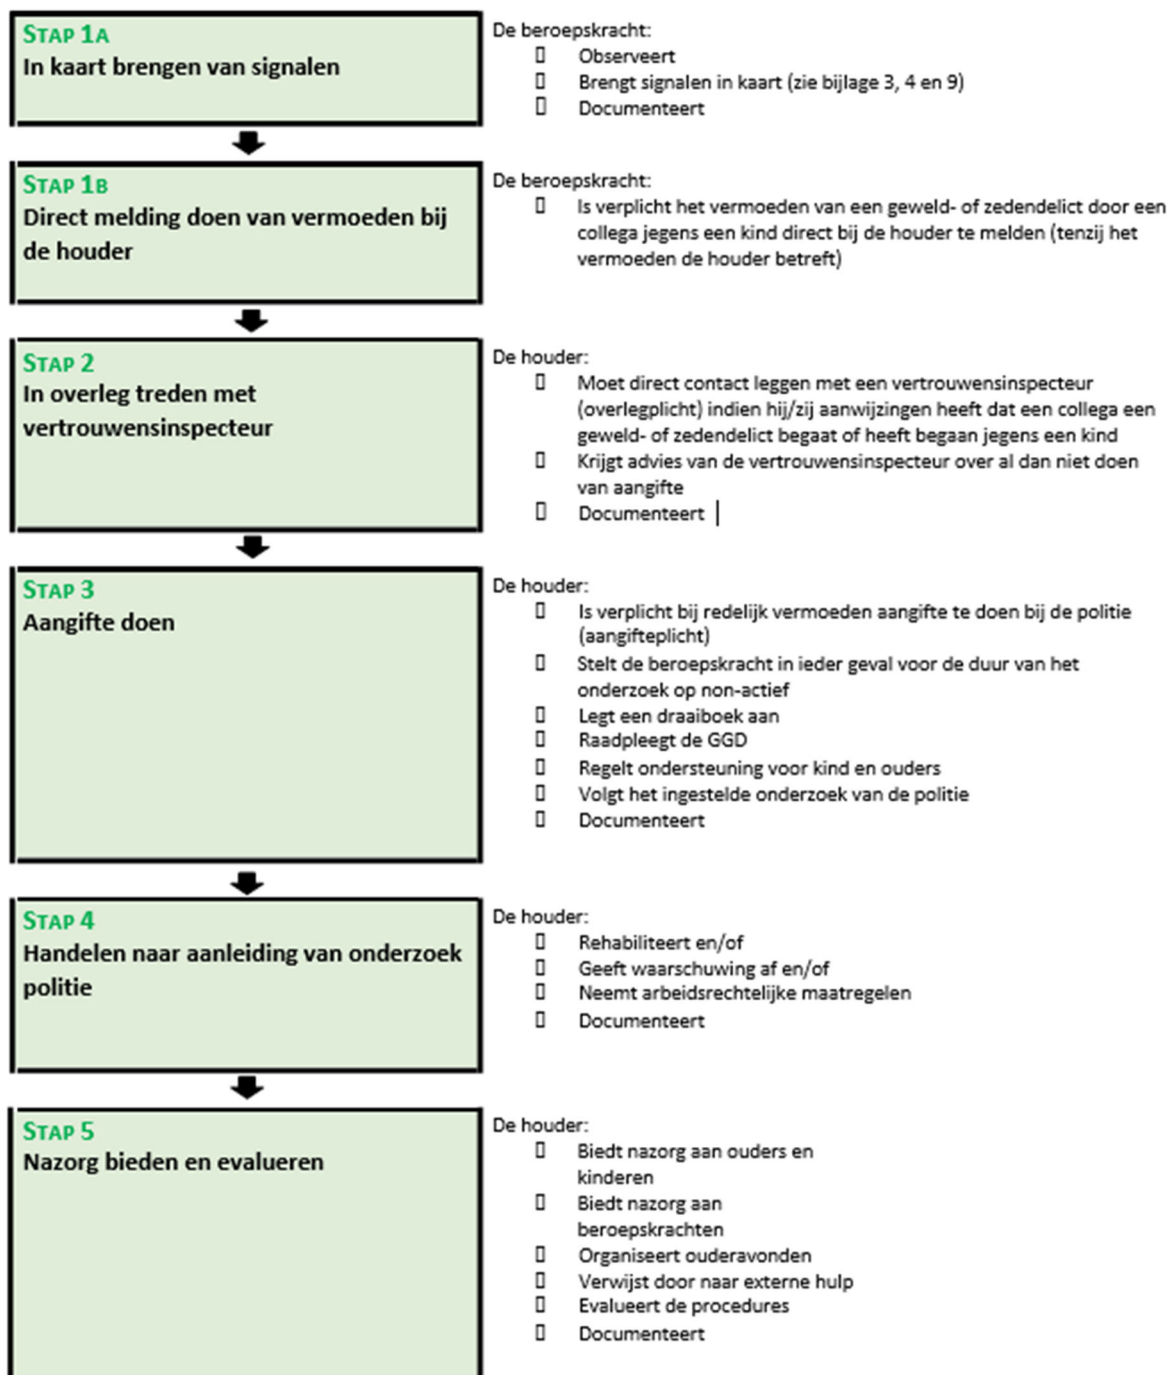 STAP 1A
In kaart brengen van signalen
De beroepskracht:
Observeert
Brengt signalen in kaart (zie bijlage 3, 4 en 9)
Documenteert
STAP 1B
Direct melding doen van vermoeden bij
de houder
De beroepskracht:
Is verplicht het vermoeden van een geweld- of zedendelict door een
collega jegens een kind direct bij de houder te melden (tenzij het
vermoeden de houder betreft)
STAP 2
In overleg treden met
vertrouwensinspecteur
De houder:
Moet direct contact leggen met een vertrouwensinspecteur
(overlegplicht) indien hij/zij aanwijzingen heeft dat een collega een
geweld- of zedendelict begaat of heeft begaan jegens een kind
Krijgt advies van de vertrouwensinspecteur over al dan niet doen
van aangifte
Documenteert
STAP 3
Aangifte doen
De houder:
Is verplicht bij redelijk vermoeden aangifte te doen bij de politie
(aangifteplicht)
Stelt de beroepskracht in ieder geval voor de duur van het
onderzoek op non-actief
Legt een draaiboek aan
Raadpleegt de GGD
Regelt ondersteuning voor kind en ouders
Volgt het ingestelde onderzoek van de politie
Documenteert
STAP 4
Handelen naar aanleiding van onderzoek
politie
De houder:
Rehabiliteert en/of
Geeft waarschuwing af en/of
Neemt arbeidsrechtelijke maatregelen
Documenteert
STAP 5
Nazorg bieden en evalueren
De houder:
Biedt nazorg aan ouders en
kinderen
Biedt nazorg aan
beroepskrachten
Organiseert ouderavonden
Verwijst door naar externe hulp
Evalueert de procedures
Documenteert